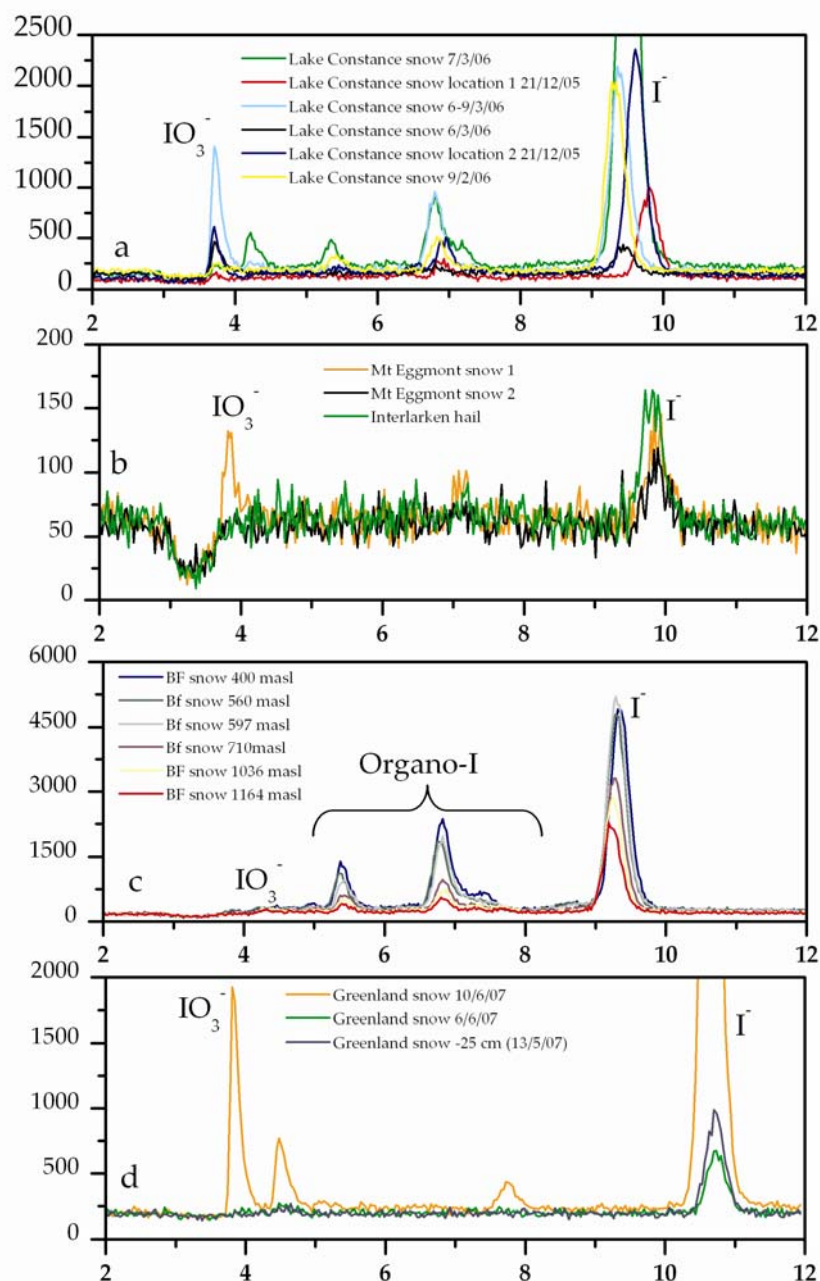 2500
2000
1500
1000
500
0
Lake Constance snow 7/3/06
Lake Constance snow location 1 21/12/05
Lake Constance snow 6-9/3/06
Lake Constance snow 6/3/06
Lake Constance snow location 2 21/12/05
Lake Constance snow 9/2/06
IO3-
I-
a
2 4 6 8 10 12
200
150
100
50
0
Mt Eggmont snow 1
Mt Eggmont snow 2
Interlarken hail
IO3-
I-
b
2 4 6 8 10 12
6000
4500
3000
1500
0
BF snow 400 masl
Bf snow 560 masl
Bf snow 597 masl
Bf snow 710masl
BF snow 1036 masl
BF snow 1164 masl
Organo-I
I-
IO3-
c
2 4 6 8 10 12
2000
1500
1000
500
0
Greenland snow 10/6/07
Greenland snow 6/6/07
Greenland snow -25 cm (13/5/07)
IO3-
I-
d
2 4 6 8 10 12